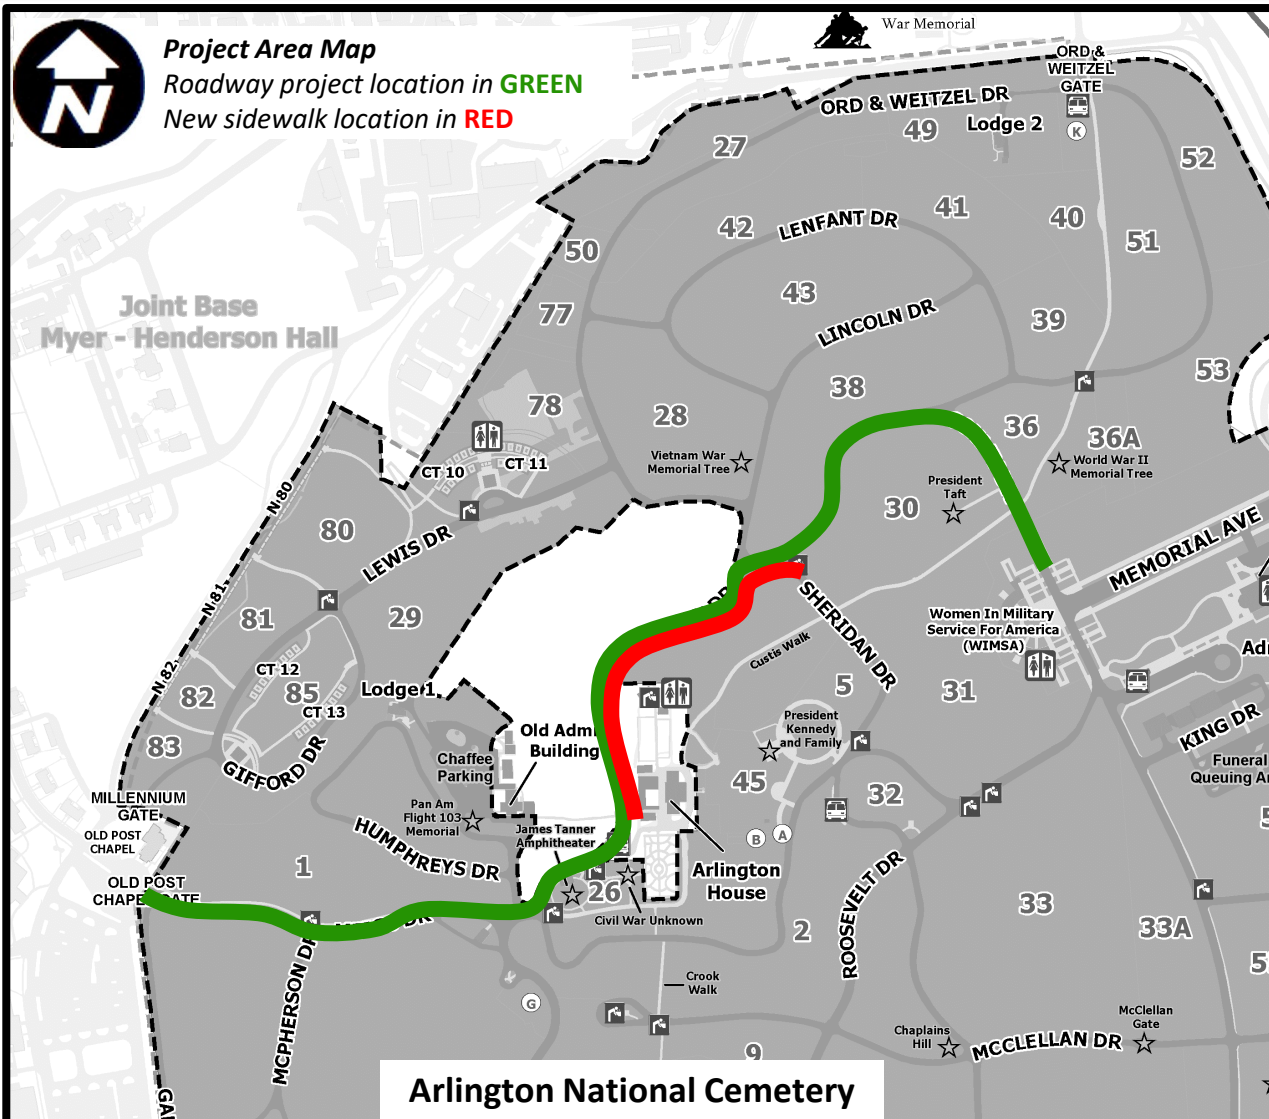 War Memorial
N
Project Area Map
Roadway project location in GREEN
New sidewalk location in RED
ORD &
WEITZEL
GATE
ORD & WEITZEL DR
Lodge 2
K
27
49
52
42
LENFANT DR
41
40
51
50
43
77
LINCOLN DR
39
Joint Base
Myer - Henderson Hall
53
38
78
28
36
36A
Vietnam War
Memorial Tree
World War II
Memorial Tree
CT 10
CT 11
President
Taft
30
N 80
80
LEWIS DR
MEMORIAL AVE
N 81
81
29
DR
SHERIDAN DR
Women In Military
Service For America
(WIMSA)
Custis Walk
N 82
CT 12
82
85
Lodge 1
CT 13
5
31
83
GIFFORD DR
Old Adm
Building
President
Kennedy
and Family
KING DR
Adr
Chaffee
Parking
Funeral
Queuing Ar
45
32
MILLENNIUM
GATE
Pan Am
Flight 103
Memorial
OLD POST
CHAPEL
James Tanner
Amphitheater
B
A
HUMPHREYS DR
1
Arlington
House
ROOSEVELT DR
OLD POST
CHAPEL GATE
26
DR
Civil War Unknown
2
33
33A
5
MCPHERSON DR
Crook
Walk
G
Chaplains
Hill
MCCLELLAN DR
McClellan
Gate
9
GA
Arlington National Cemetery